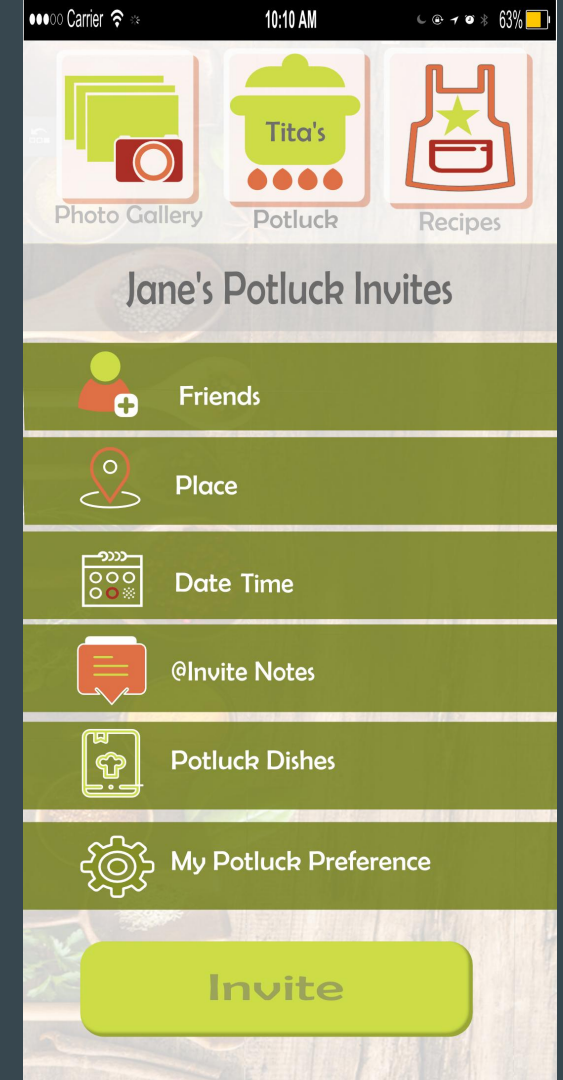 Carrier 10:10 AM 63%
Tita's
Photo Gallery Potluck Recipes
Jane's Potluck Invites
Friends
Place
Date Time
@Invite Notes
Potluck Dishes
My Potluck Preference
Invite